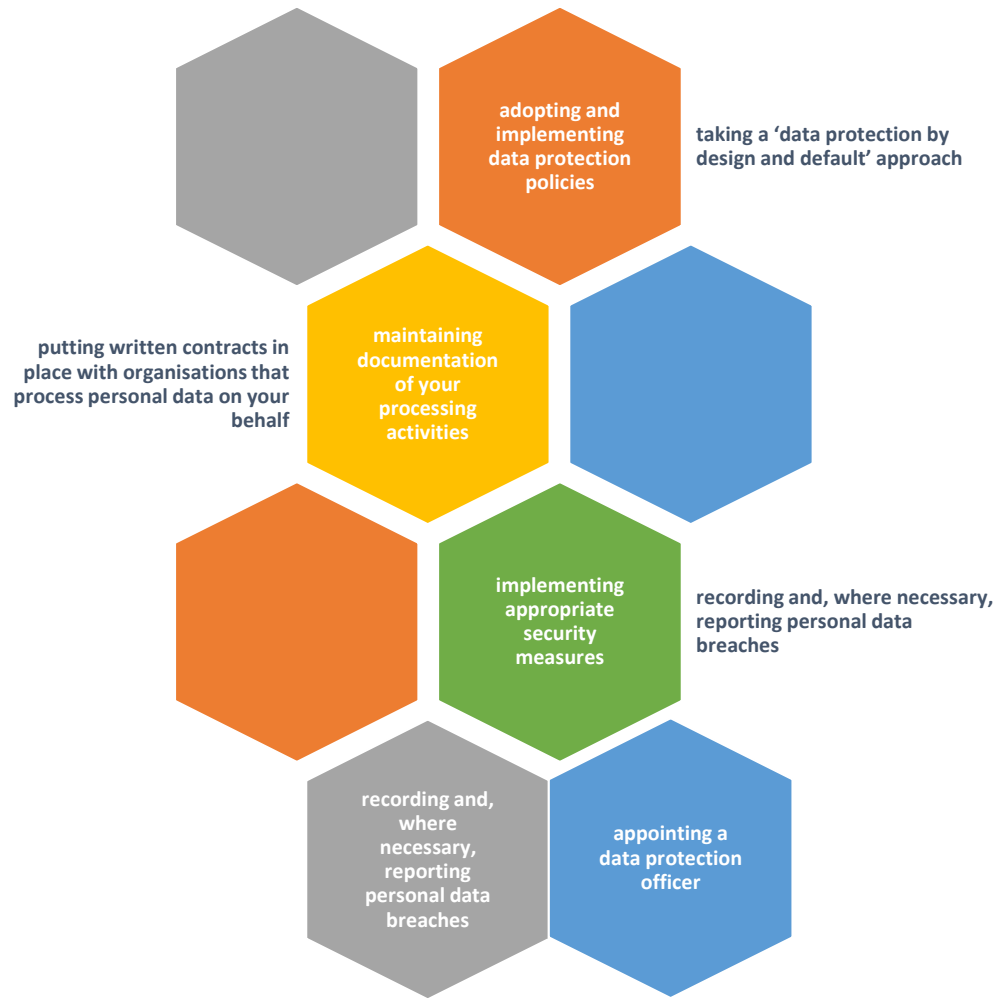 adopting and
implementing
data protection
policies
taking a ‘data protection by
design and default’ approach
putting written contracts in
place with organisations that
process personal data on your
behalf
maintaining
documentation
of your
processing
activities
implementing
appropriate
security
measures
recording and, where necessary,
reporting personal data
breaches
recording and,
where
necessary,
reporting
personal data
breaches
appointing a
data protection
officer